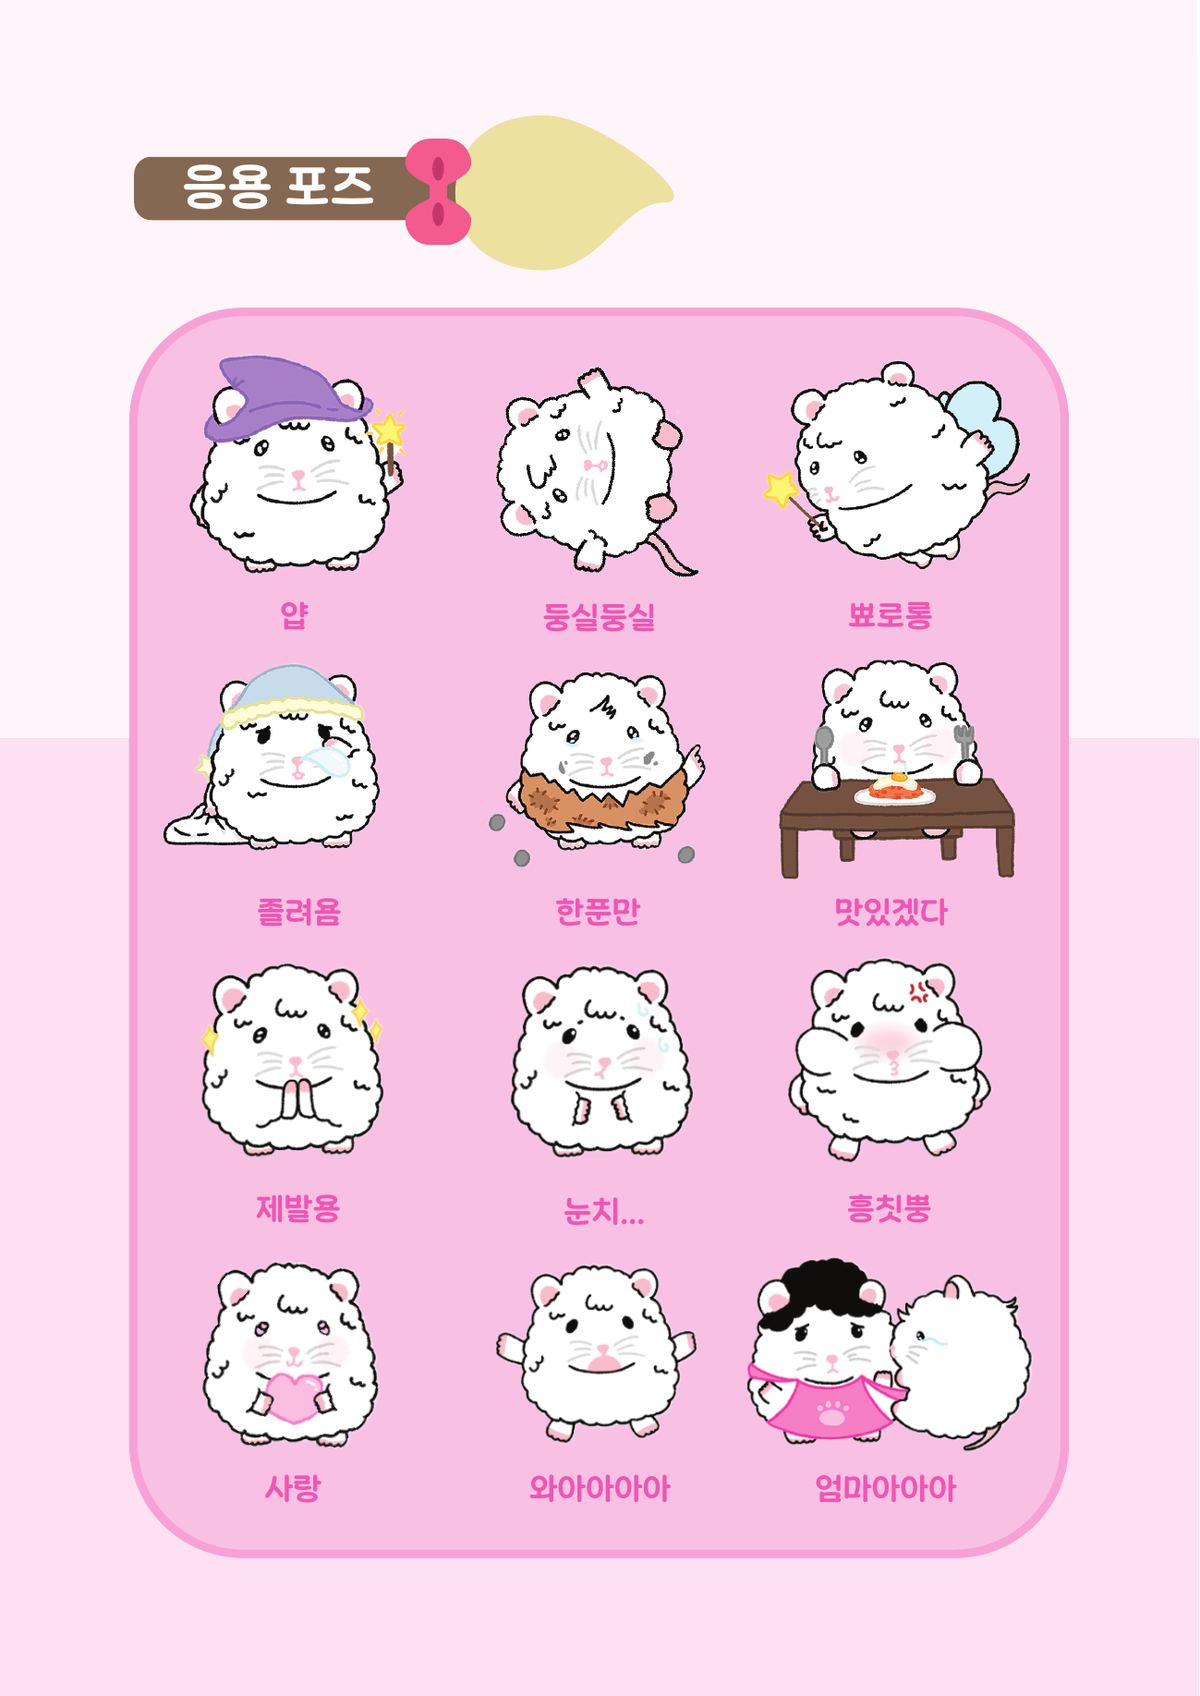 응용 포즈
얍
둥실둥실
뾰로롱
졸려욤
한푼만
맛있겠다
제발용
눈치...
흥칫뿡
사랑
와아아아아
엄마아아아